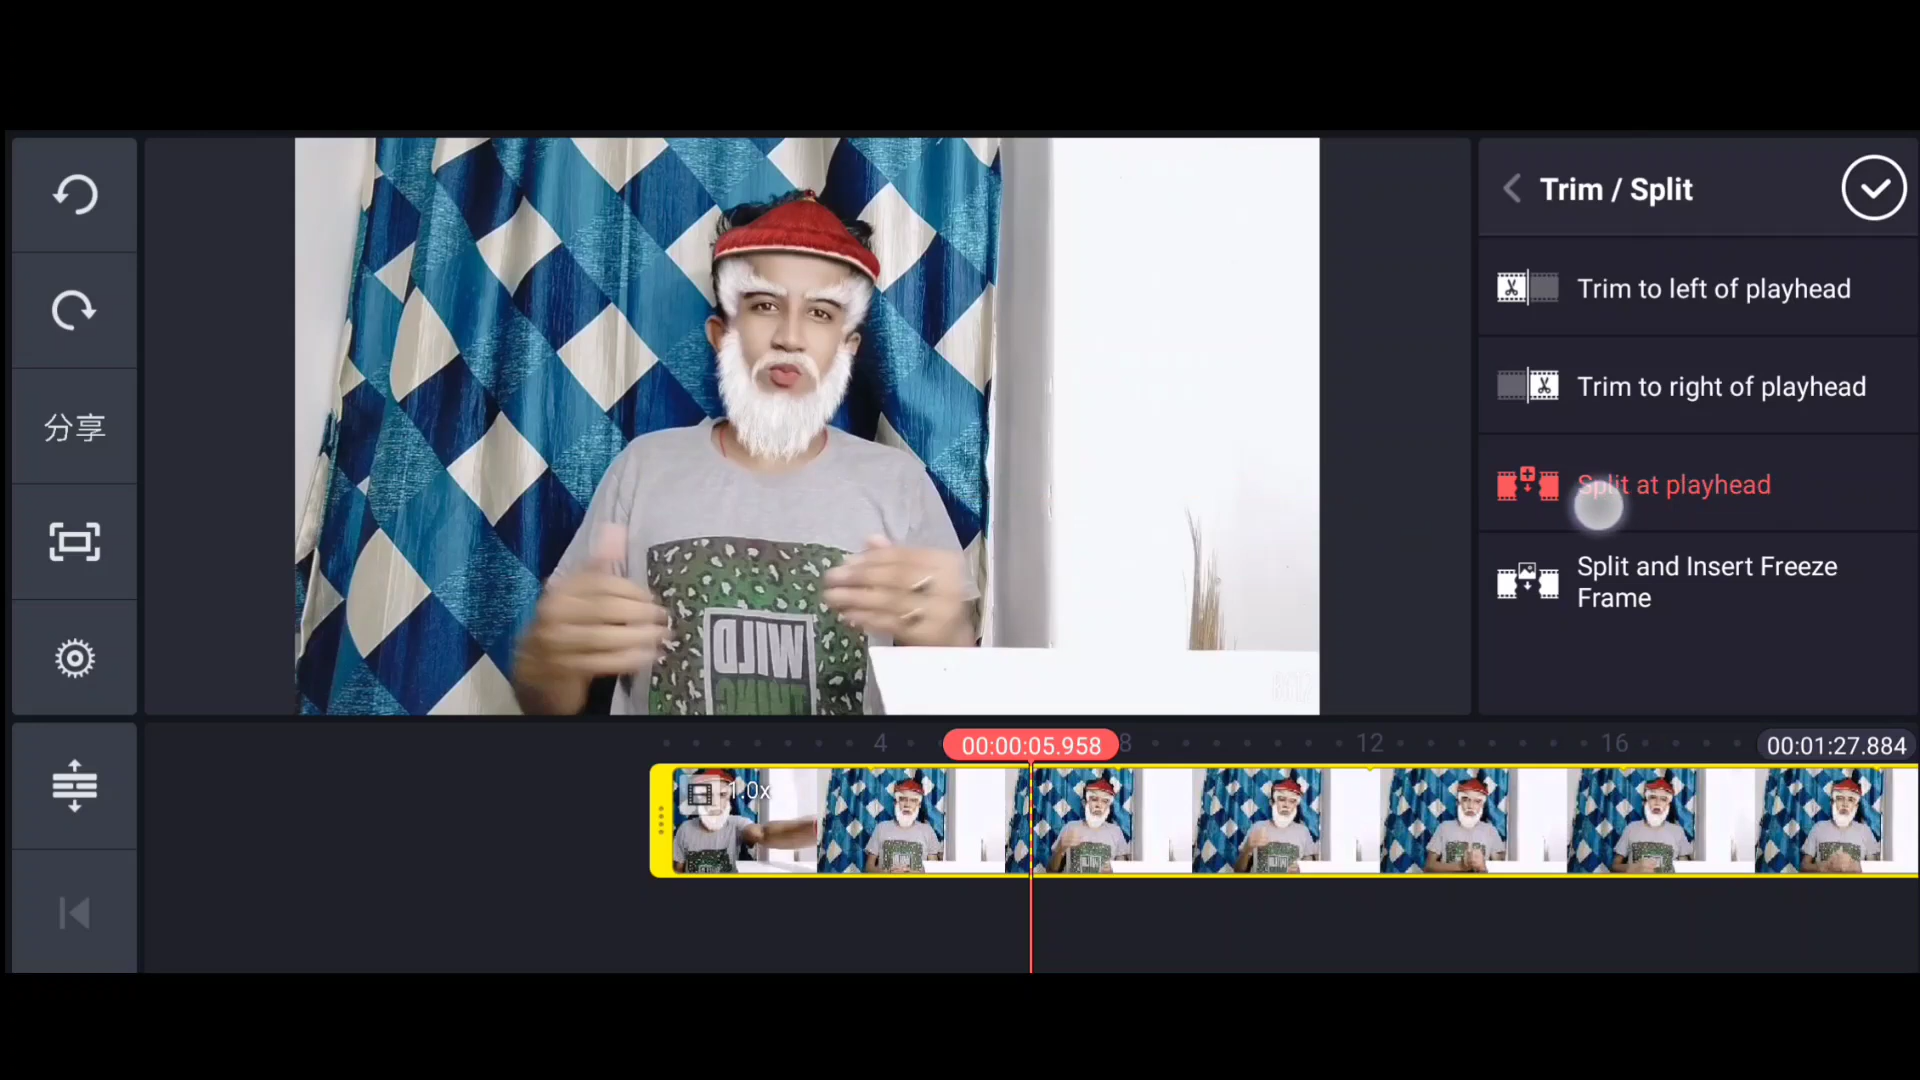 Trim / Split
Trim to left of playhead
Trim to right of playhead
分享
Split at playhead
Split and Insert Freeze
Frame
WILD
4
00:00:05.958
8
12
16
00:01:27.884
1.0x